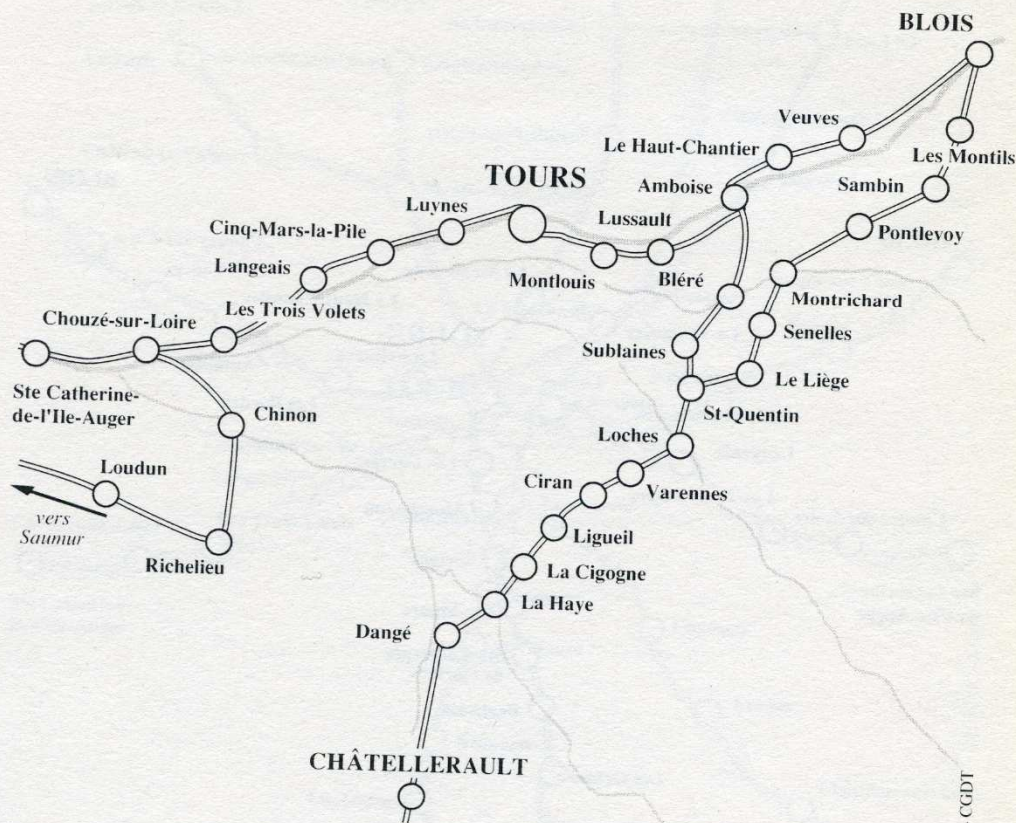 BLOIS
Veuves
Le Haut-Chantier
Les Montils
Amboise
Sambin
TOURS
Luynes
Lussault
Cinq-Mars-la-Pile
Pontlevoy
Langeais
Montlouis
Bléré
Montrichard
Les Trois Volets
Chouzé-sur-Loire
Senelles
Sublaines
Le Liège
Ste Catherine-
de-l'Ile-Auger
St-Quentin
Chinon
Loches
Loudun
Ciran
Varennes
vers
Saumur
Ligueil
Richelieu
La Cigogne
La Haye
Dangé
CHÂTELLERAULT
CGDT